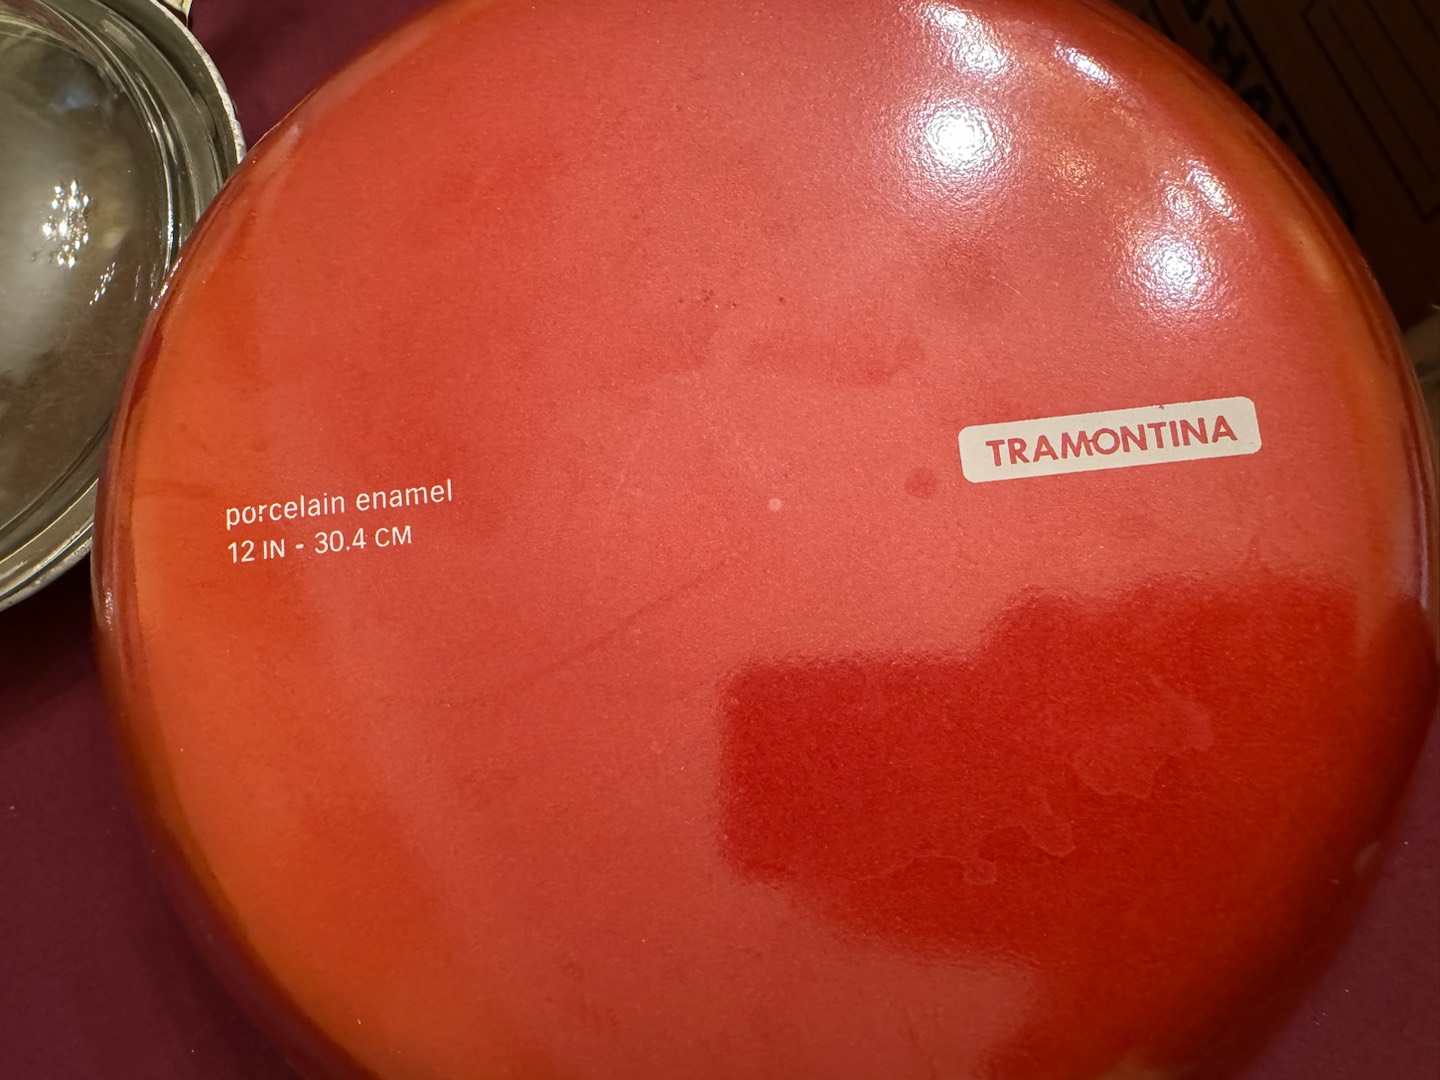 porcelain enamel
12 IN - 30.4 CM
TRAMONTINA